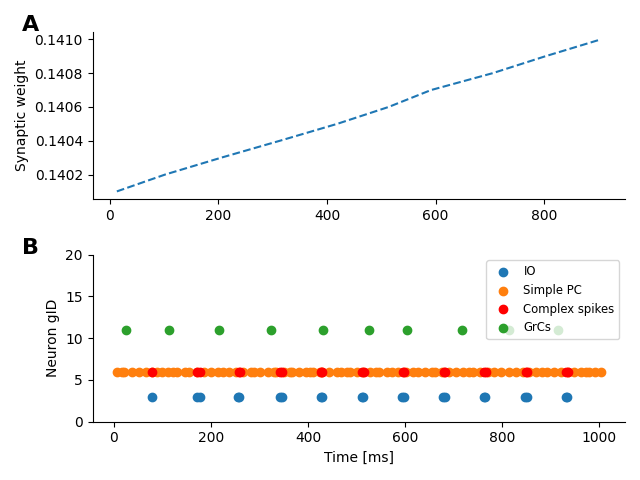 A
0.1410
0.1408
0.1406
0.1404
0.1402
Synaptic weight
0 200 400 600 800
B
20
15
10
5
0
Neuron gID
IO
Simple PC
Complex spikes
GrCs
0 200 400 600 800 1000
Time [ms]